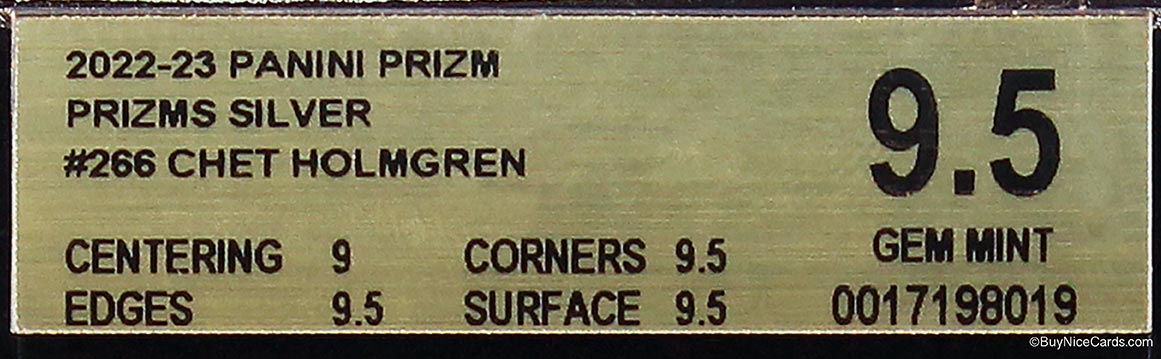 2022-23 PANINI PRIZM
PRIZMS SILVER
#266 CHET HOLMGREN
9.5
GEM MINT
CENTERING 9 CORNERS 9.5
EDGES 9.5 SURFACE 9.5
0017198019
©BuyNiceCards.com